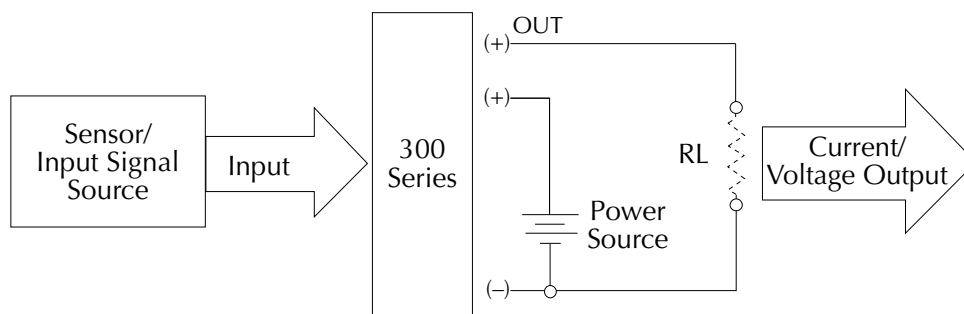 (+)
OUT
(+)
Sensor/
Input Signal
Source
Input
300
Series
RL
Current/
Voltage Output
Power
Source
(–)